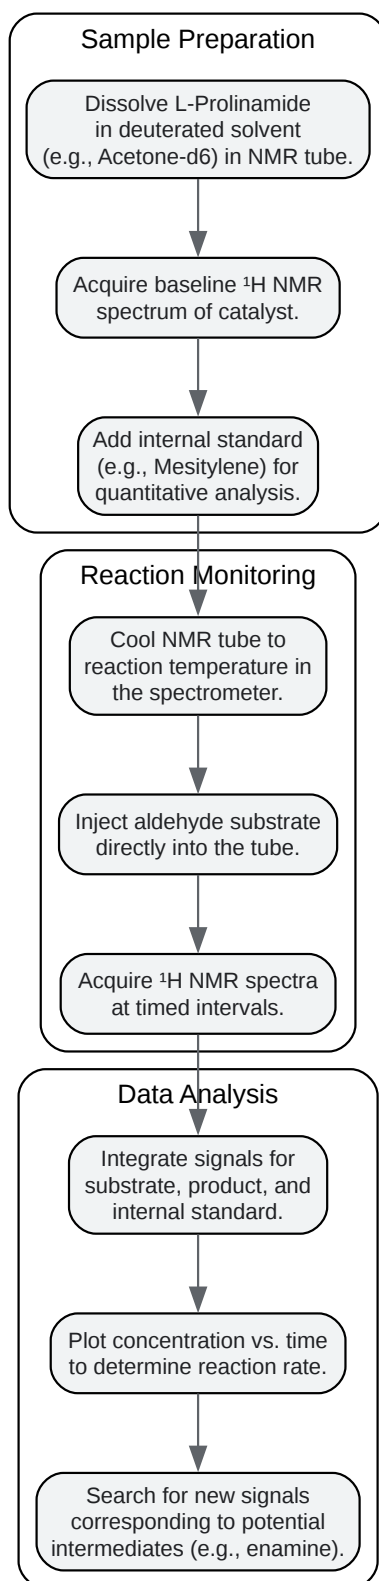 Sample Preparation
Dissolve L-Prolinamide
in deuterated solvent
(e.g., Acetone-d6) in NMR tube.
Acquire baseline ¹H NMR
spectrum of catalyst.
Add internal standard
(e.g., Mesitylene) for
quantitative analysis.
Reaction Monitoring
Cool NMR tube to
reaction temperature in
the spectrometer.
Inject aldehyde substrate
directly into the tube.
Acquire ¹H NMR spectra
at timed intervals.
Data Analysis
Integrate signals for
substrate, product, and
internal standard.
Plot concentration vs. time
to determine reaction rate.
Search for new signals
corresponding to potential
intermediates (e.g., enamine).